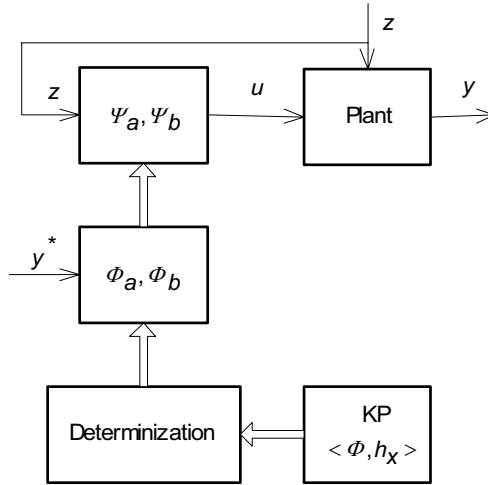 z
z
Ψa, Ψb
u
Plant
y
y*
Φa, Φb
Determinization
KP
< Φ, hx >